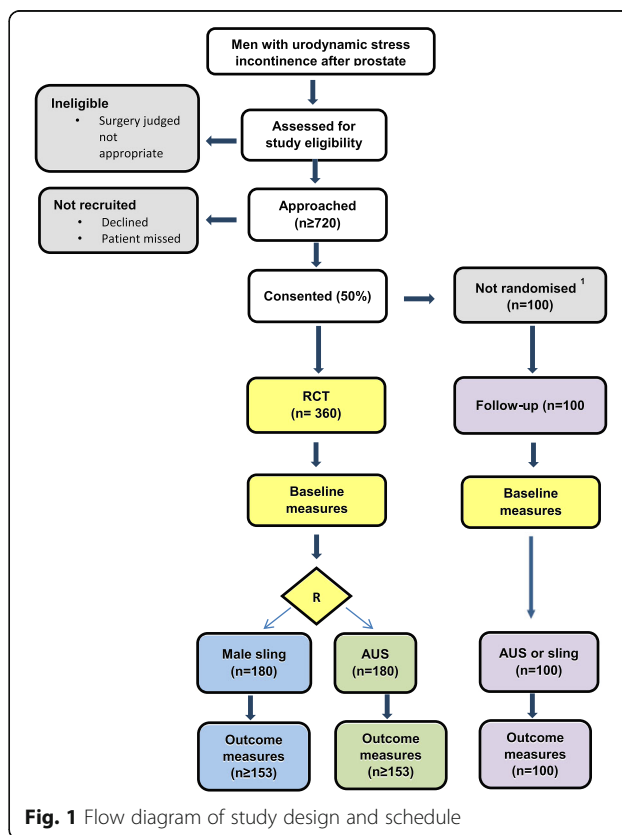 Men with urodynamic stress
incontinence after prostate
Ineligible
• Surgery judged
not
appropriate
Assessed for
study eligibility
Not recruited
• Declined
• Patient missed
Approached
(n≥720)
Consented (50%)
Not randomised 1
(n=100)
RCT
(n= 360)
Follow-up (n=100
Baseline
measures
Baseline
measures
R
Male sling
(n=180)
AUS
(n=180)
AUS or sling
(n=100)
Outcome
measures
(n≥153)
Outcome
measures
(n≥153)
Outcome
measures
(n=100)
Fig. 1 Flow diagram of study design and schedule